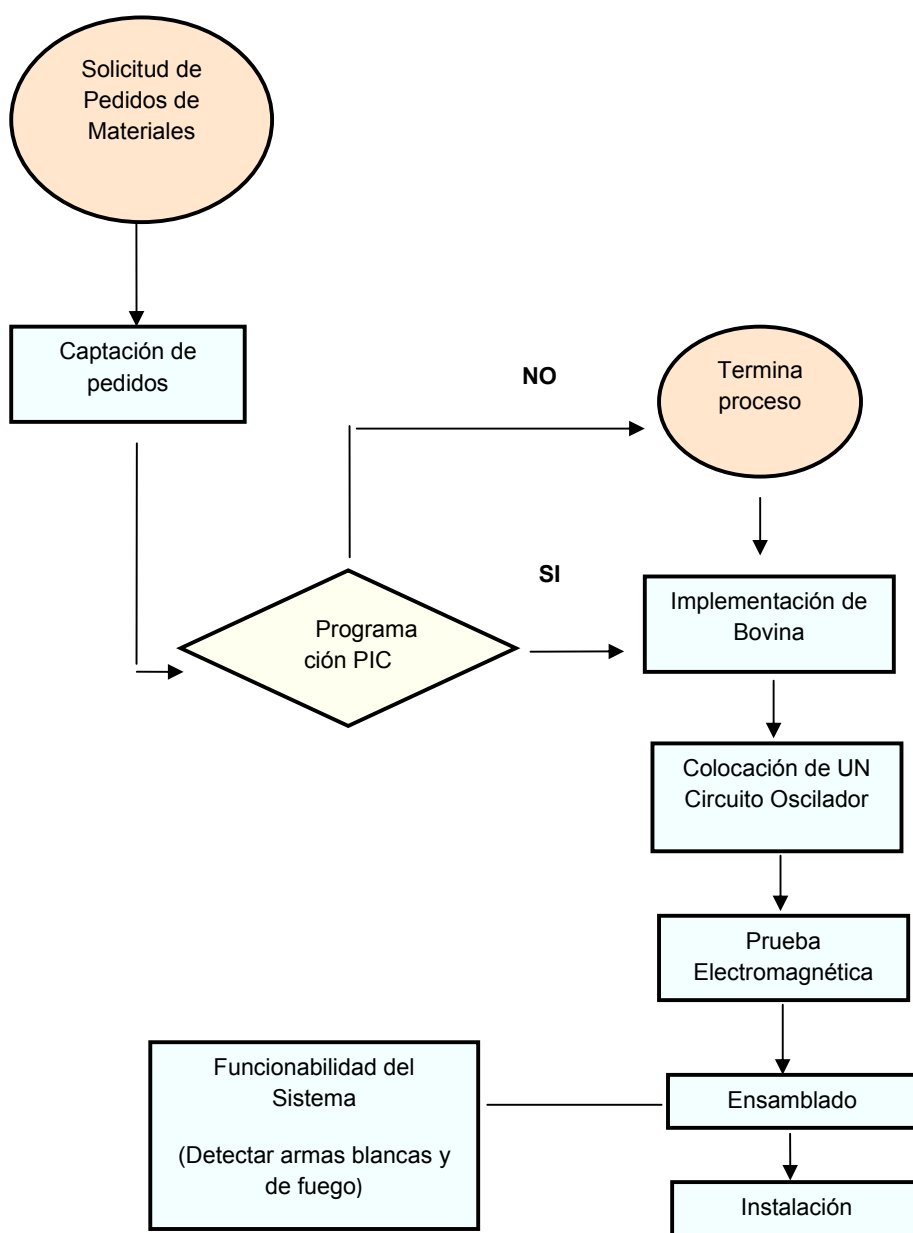 Solicitud de
Pedidos de
Materiales
Captación de
pedidos
NO
Termina
proceso
SI
Programa
ción PIC
Implementación de
Bovina
Colocación de UN
Circuito Oscilador
Prueba
Electromagnética
Funcionabilidad del
Sistema
(Detectar armas blancas y
de fuego)
Ensamblado
Instalación